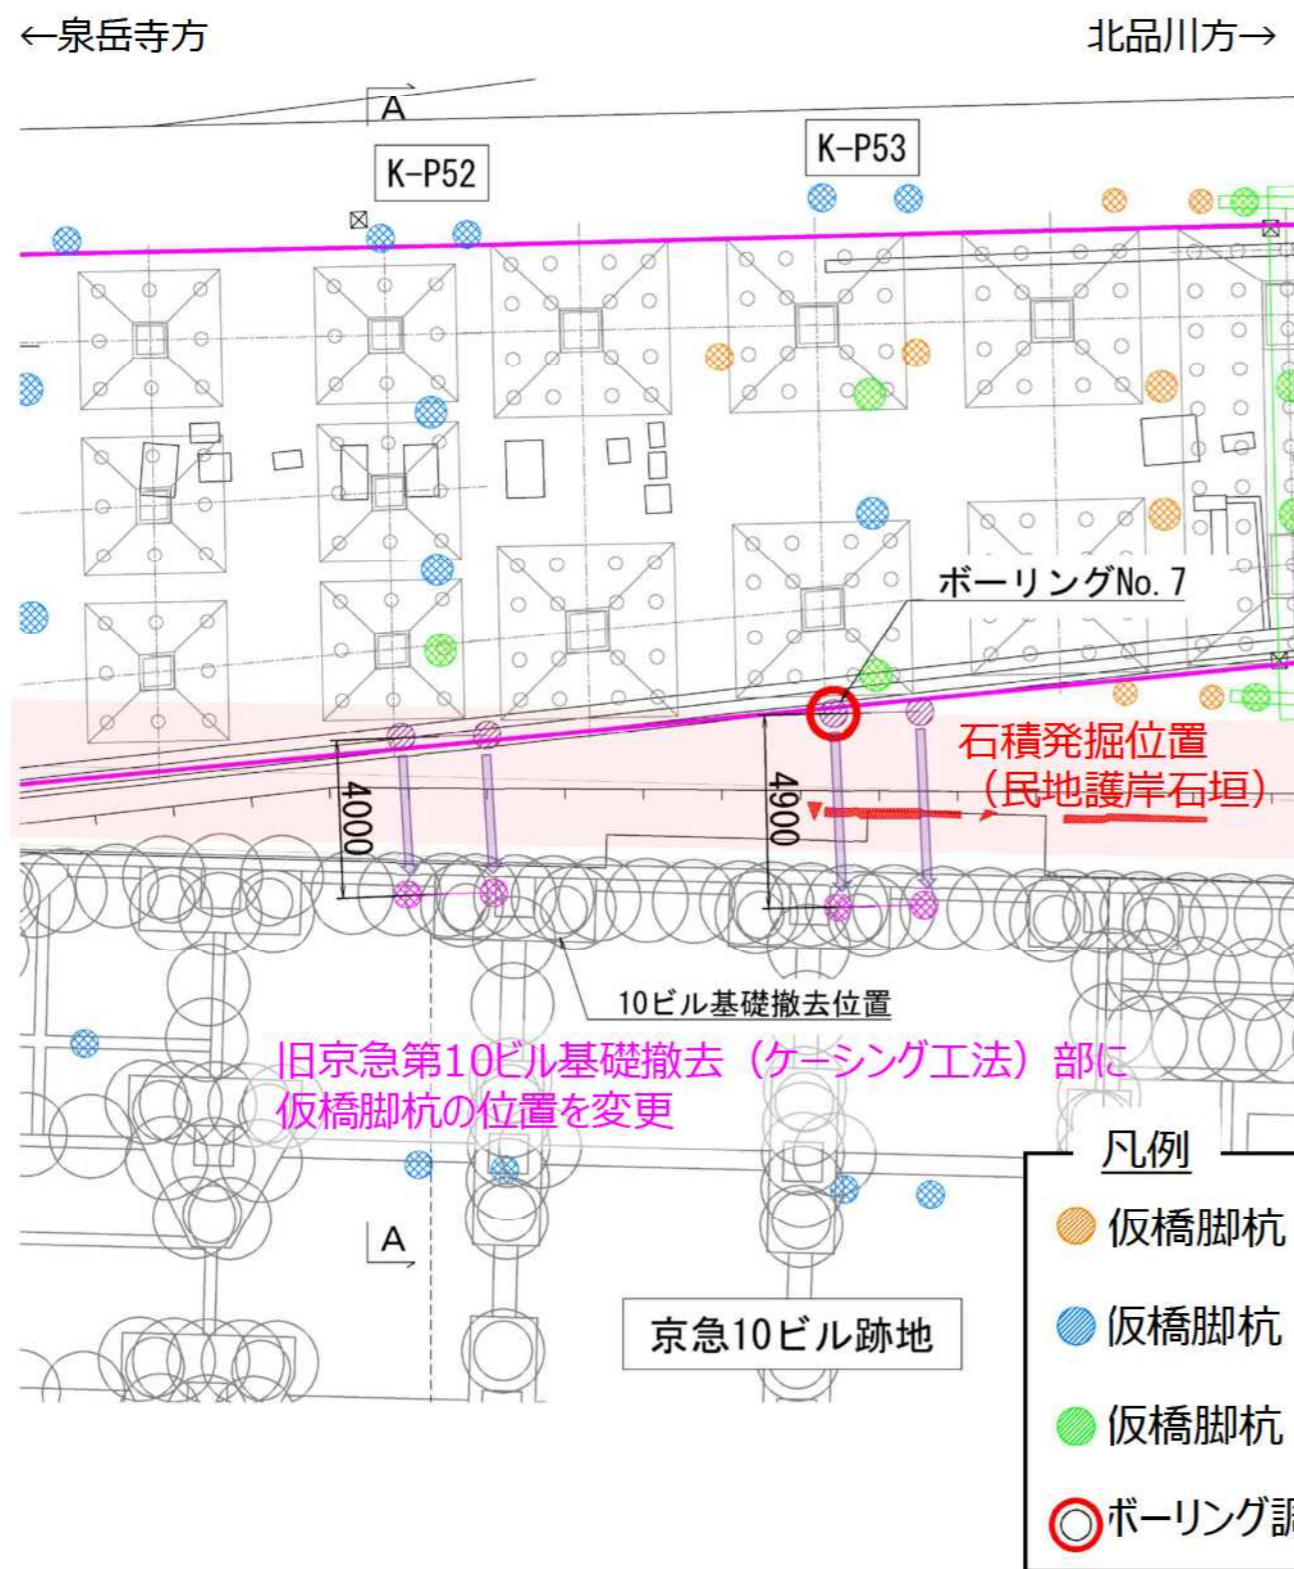 ←泉岳寺方
北品川方→
A
K-P52
K-P53
ボーリングNo.7
石積発掘位置
（民地護岸石垣）
4000
4900
10ビル基礎撤去位置
旧京急第10ビル基礎撤去（ケーシング工法）部に
仮橋脚杭の位置を変更
A
京急10ビル跡地
凡例
仮橋脚杭
仮橋脚杭
仮橋脚杭
ボーリング調